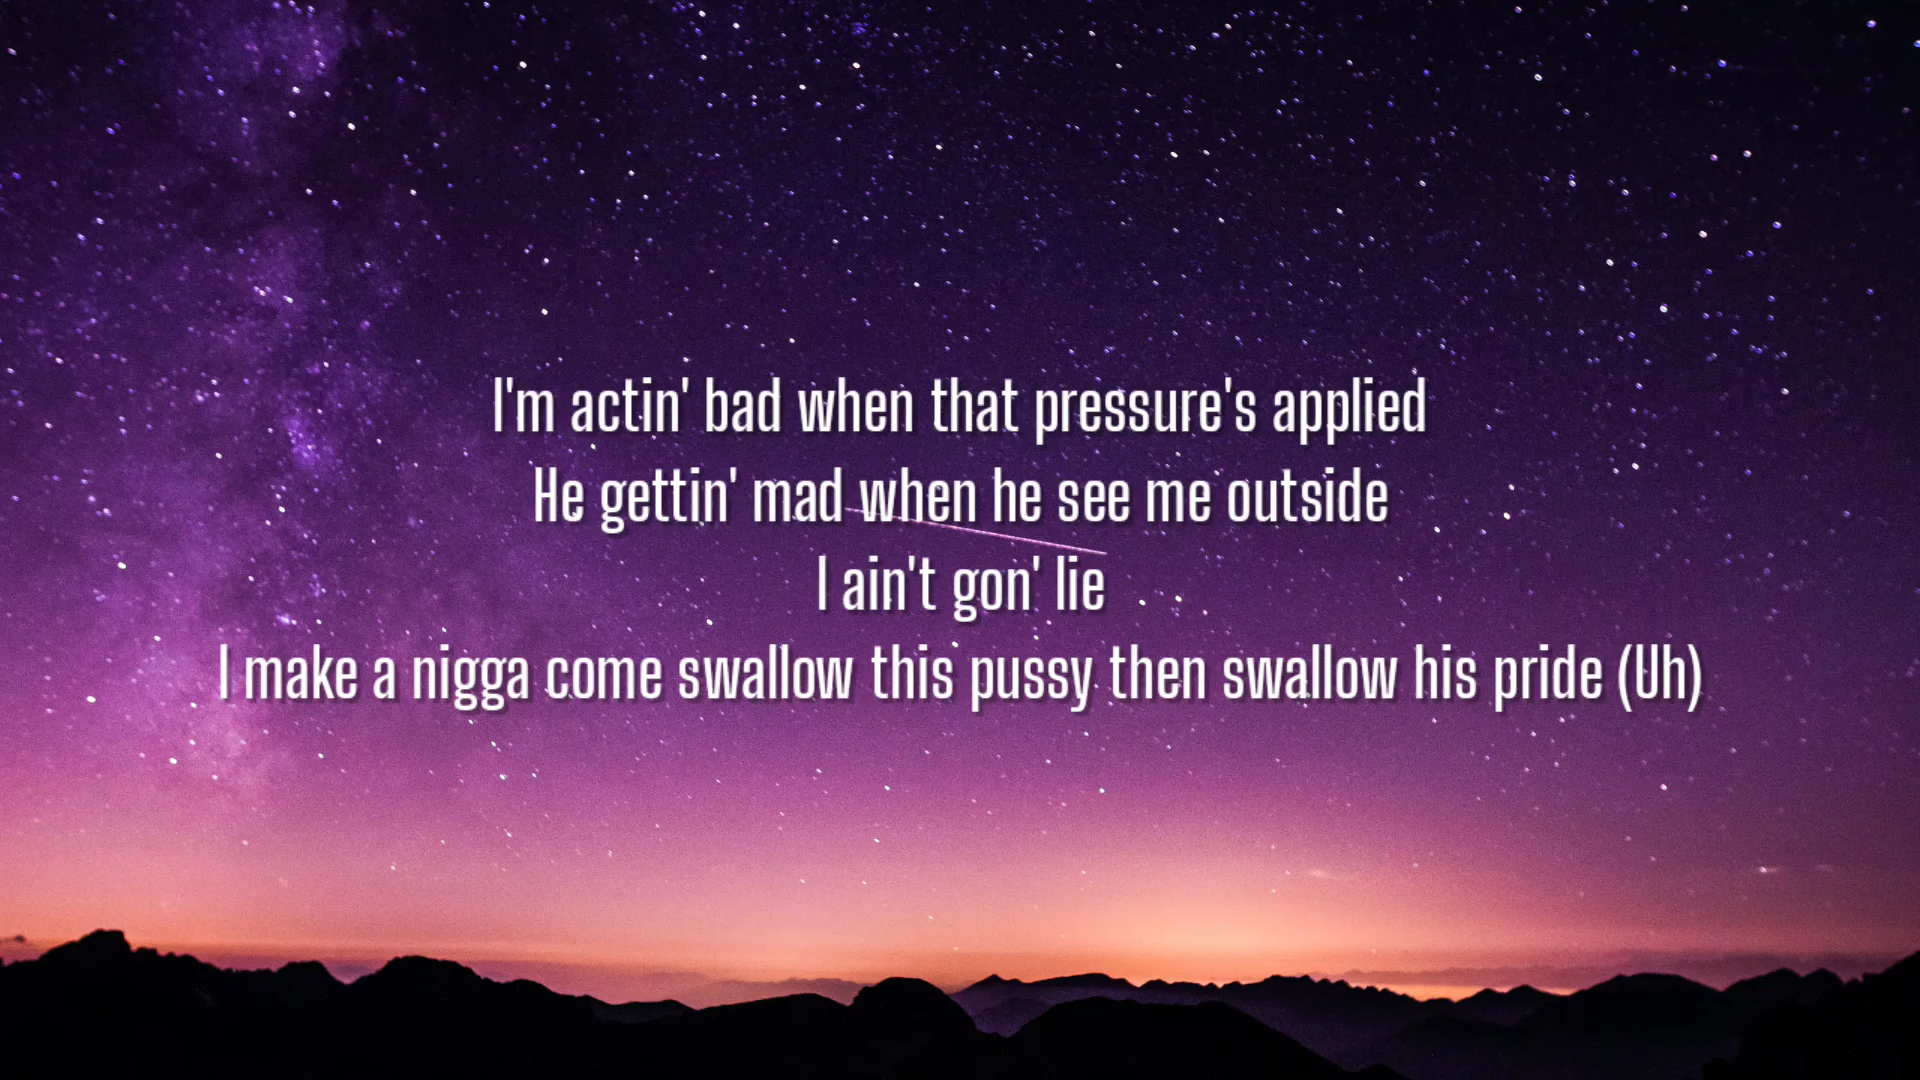 I'm actin' bad when that pressure's applied
He gettin' mad when he see me outside
I ain't gon' lie
I make a nigga come swallow this pussy then swallow his pride (Uh)